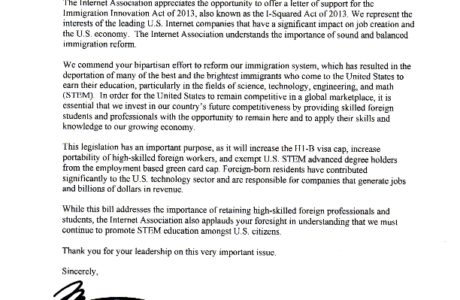 The Internet Association appreciates the opportunity to offer a letter of support for the
Immigration Innovation Act of 2013, also known as the I-Squared Act of 2013. We represent the
interests of the leading U.S. Internet companies that have a significant impact on job creation and
the U.S. economy. The Internet Association understands the importance of sound and balanced
immigration reform.
We commend your bipartisan effort to reform our immigration system, which has resulted in the
deportation of many of the best and the brightest immigrants who come to the United States to
earn their education, particularly in the fields of science, technology, engineering, and math
(STEM). In order for the United States to remain competitive in a global marketplace, it is
essential that we invest in our country's future competitiveness by providing skilled foreign
students and professionals with the opportunity to remain here and to apply their skills and
knowledge to our growing economy.
This legislation has an important purpose, as it will increase the H1-B visa cap, increase
portability of high-skilled foreign workers, and exempt U.S. STEM advanced degree holders
from the employment based green card cap. Foreign-born residents have contributed
significantly to the U.S. technology sector and are responsible for companies that generate jobs
and billions of dollars in revenue.
While this bill addresses the importance of retaining high-skilled foreign professionals and
students, the Internet Association also applauds your foresight in understanding that we must
continue to promote STEM education amongst U.S. citizens.
Thank you for your leadership on this very important issue.
Sincerely,